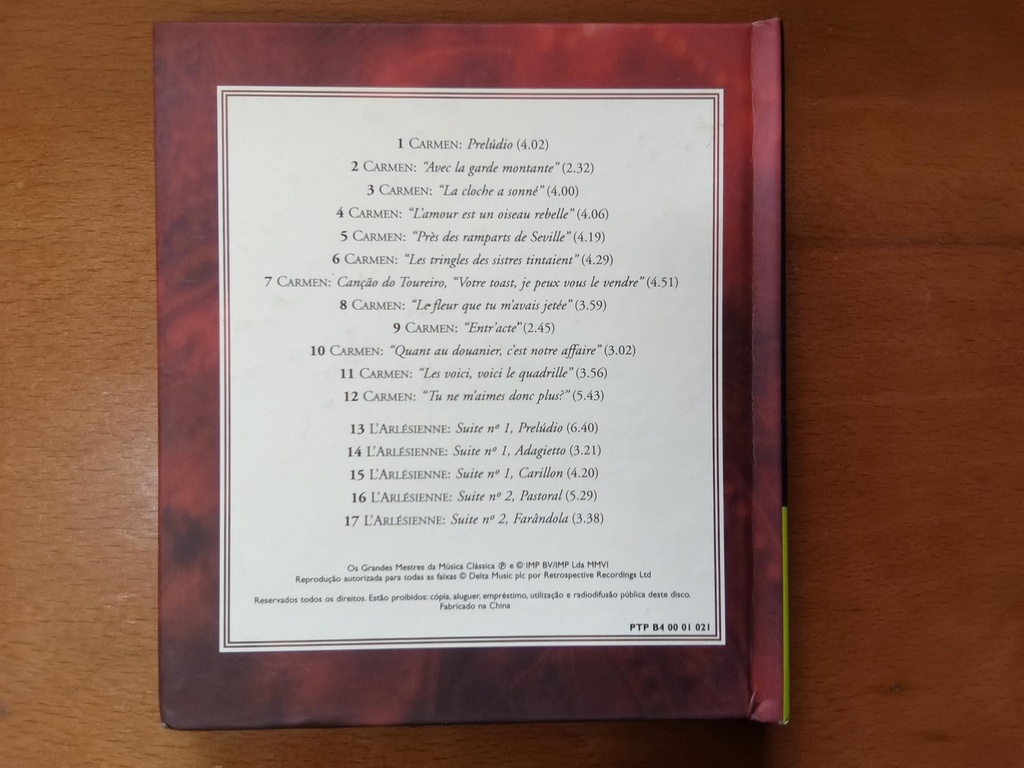 1 CARMEN: Prelúdio (4.02)
2 CARMEN: "Avec la garde montante" (2.32)
3 CARMEN: "La cloche a sonné" (4.00)
4 CARMEN: "L'amour est un oiseau rebelle" (4.06)
5 CARMEN: "Près des ramparts de Seville" (4.19)
6 CARMEN: "Les tringles des sistres tintaient" (4.29)
7 CARMEN: Canção do Toureiro, "Votre toast, je peux vous le vendre" (4.51)
8 CARMEN: "Le fleur que tu m'avais jetée" (3.59)
9 CARMEN: "Entr'acte" (2.45)
10 CARMEN: "Quant au douanier, c'est notre affaire" (3.02)
11 CARMEN: "Les voici, voici le quadrille" (3.56)
12 CARMEN: "Tu ne m'aimes donc plus?" (5.43)
13 L'ARLÉSIENNE: Suite nº 1, Prelúdio (6.40)
14 L'ARLÉSIENNE: Suite nº 1, Adagietto (3.21)
15 L'ARLÉSIENNE: Suite nº 1, Carillon (4.20)
16 L'ARLÉSIENNE: Suite nº 2, Pastoral (5.29)
17 L'ARLÉSIENNE: Suite nº 2, Farândola (3.38)
Os Grandes Mestres da Música Clássica ℗ e © IMP BV/IMP Lda MMVI
Reprodução autorizada para todas as faixas © Delta Music plc por Retrospective Recordings Ltd
Reservados todos os direitos. Estão proibidos: cópia, aluguer, empréstimo, utilização e radiodifusão pública deste disco.
Fabricado na China
PTP B4 00 01 021